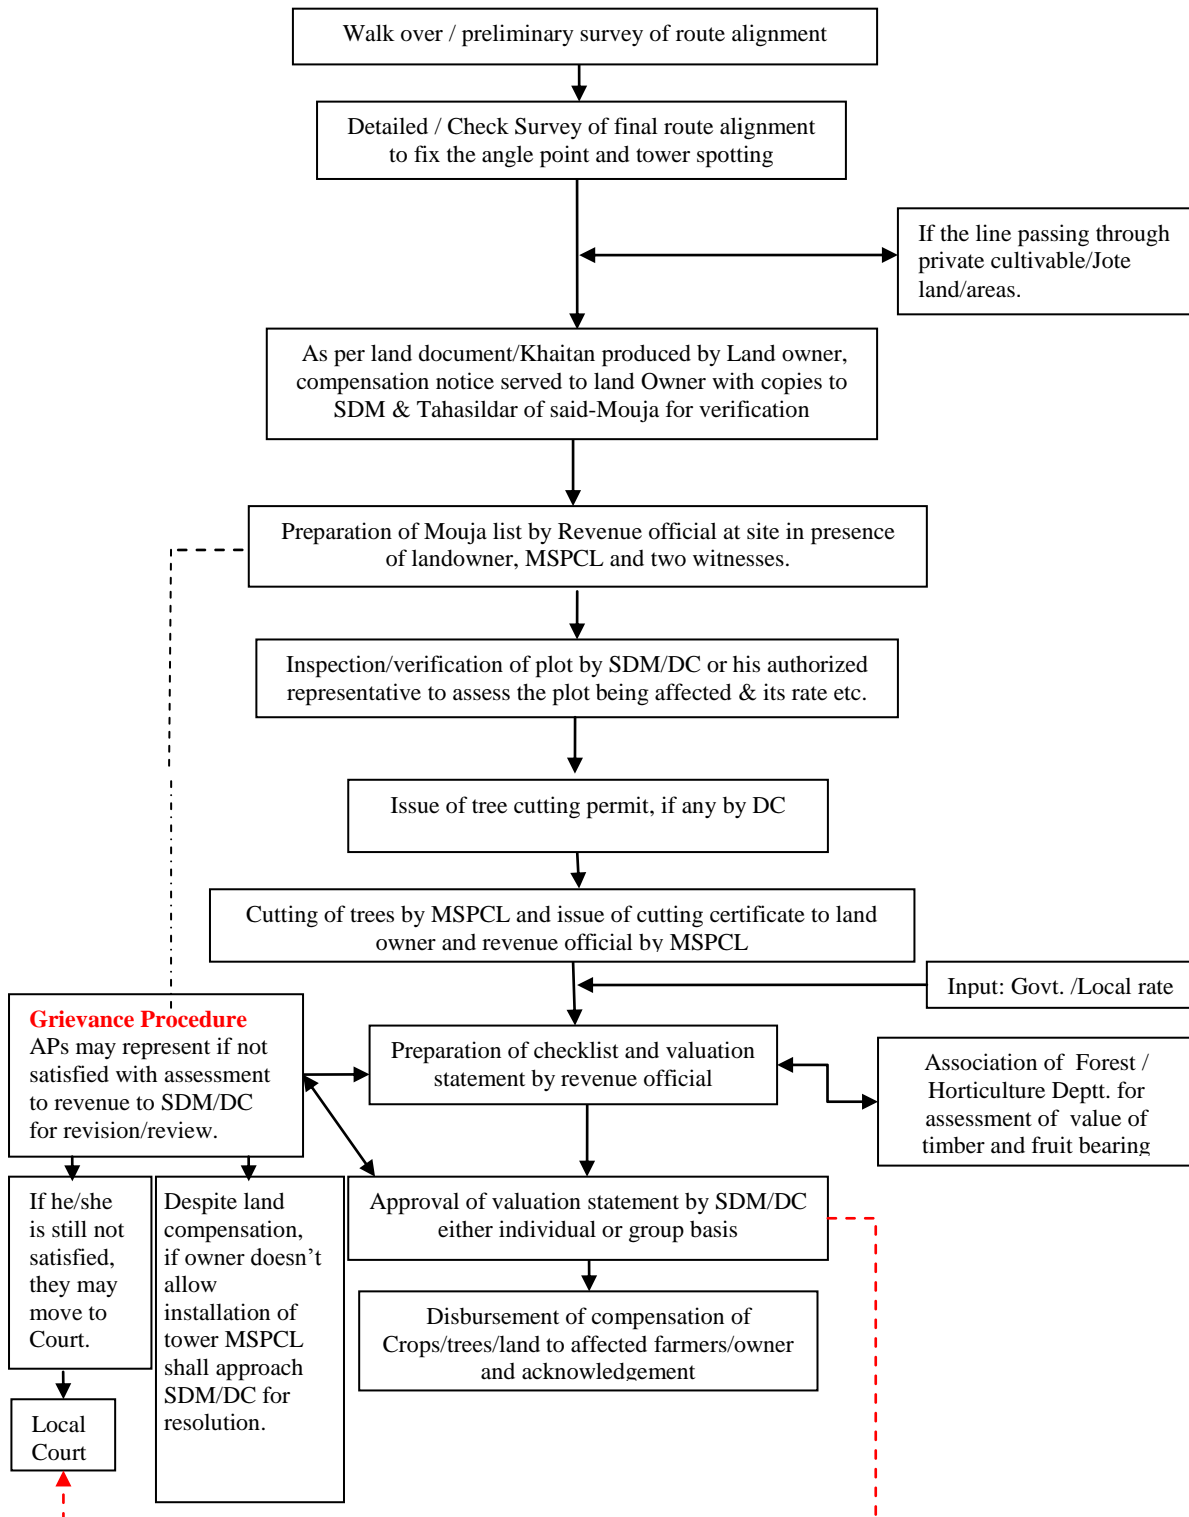 Walk over / preliminary survey of route alignment
Detailed / Check Survey of final route alignment
to fix the angle point and tower spotting
If the line passing through
private cultivable/Jote
land/areas.
As per land document/Khaitan produced by Land owner,
compensation notice served to land Owner with copies to
SDM & Tahasildar of said-Mouja for verification
Preparation of Mouja list by Revenue official at site in presence
of landowner, MSPCL and two witnesses.
Inspection/verification of plot by SDM/DC or his authorized
representative to assess the plot being affected & its rate etc.
Issue of tree cutting permit, if any by DC
Cutting of trees by MSPCL and issue of cutting certificate to land
owner and revenue official by MSPCL
Input: Govt. /Local rate
Grievance Procedure
APs may represent if not
satisfied with assessment
to revenue to SDM/DC
for revision/review.
Preparation of checklist and valuation
statement by revenue official
Association of Forest /
Horticulture Deptt. for
assessment of value of
timber and fruit bearing
If he/she
is still not
satisfied,
they may
move to
Court.
Despite land
compensation,
if owner doesn’t
allow
installation of
tower MSPCL
shall approach
SDM/DC for
resolution.
Approval of valuation statement by SDM/DC
either individual or group basis
Disbursement of compensation of
Crops/trees/land to affected farmers/owner
and acknowledgement
Local
Court